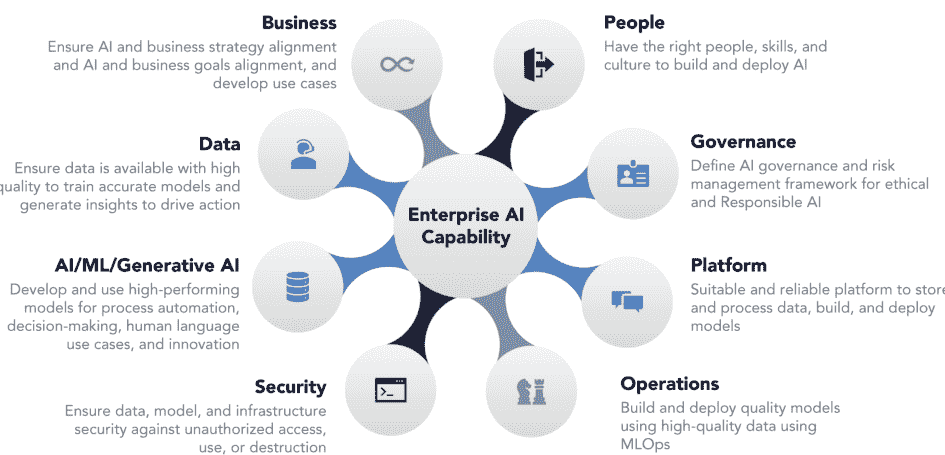 Business
Ensure AI and business strategy alignment
and AI and business goals alignment, and
develop use cases
People
Have the right people, skills, and
culture to build and deploy AI
Data
Ensure data is available with high
quality to train accurate models and
generate insights to drive action
Governance
Define AI governance and risk
management framework for ethical
and Responsible AI
Enterprise AI
Capability
AI/ML/Generative AI
Develop and use high-performing
models for process automation,
decision-making, human language
use cases, and innovation
Platform
Suitable and reliable platform to store
and process data, build, and deploy
models
Security
Ensure data, model, and infrastructure
security against unauthorized access,
use, or destruction
Operations
Build and deploy quality models
using high-quality data using
MLOps